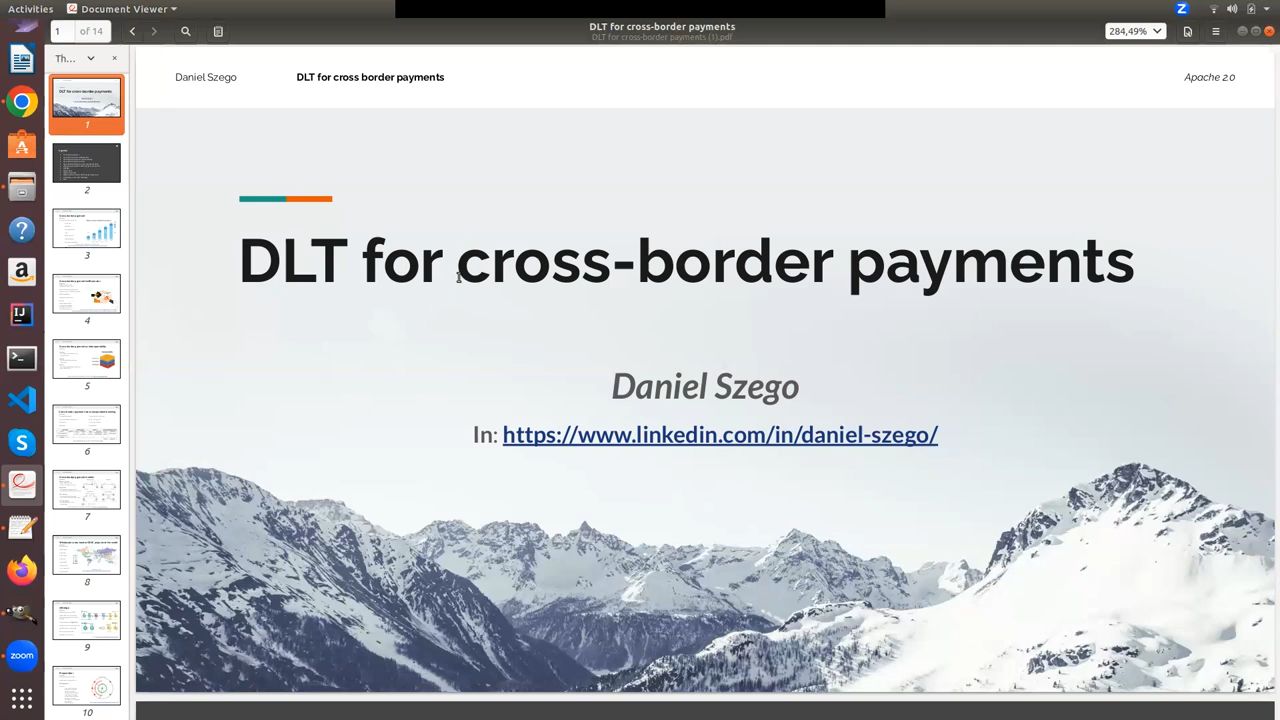 Activities
Document Viewer
Z
1
of 14
DLT for cross-border payments
DLT for cross-border payments (1).pdf
284,49%
Th...
Daniel Szego
DLT for cross border payments
Apache 2.0
DLT for cross-border payments
Daniel Szego
In: https://www.linkedin.com/in/daniel-szego/
1
2
3
4
5
6
7
8
9
10
zoom